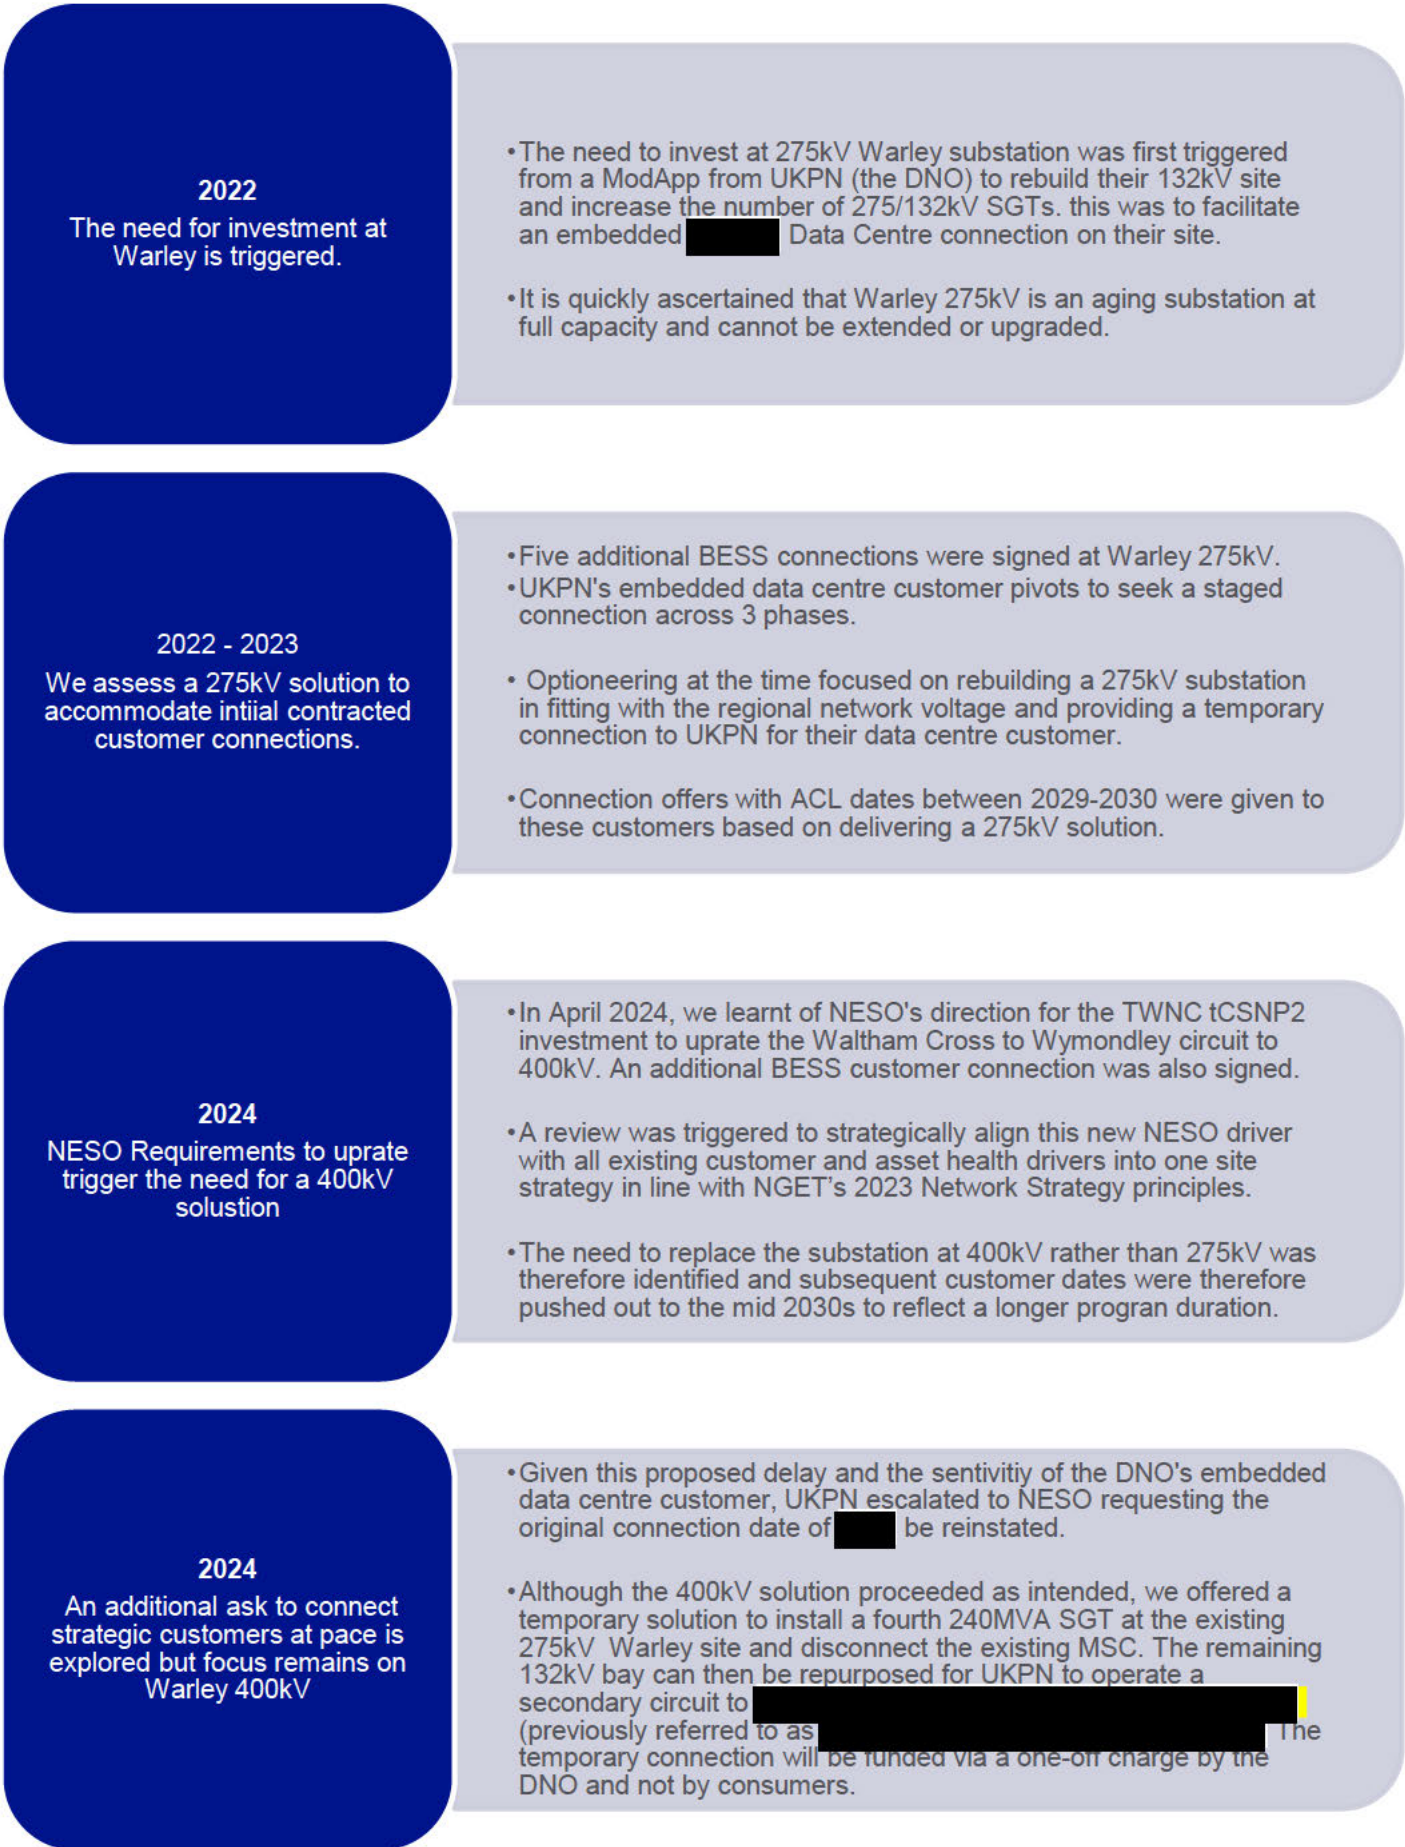 2022
The need for investment at
Warley is triggered.
•The need to invest at 275kV Warley substation was first triggered
from a ModApp from UKPN (the DNO) to rebuild their 132kV site
and increase the number of 275/132kV SGTs. this was to facilitate
an embedded Data Centre connection on their site.
•It is quickly ascertained that Warley 275kV is an aging substation at
full capacity and cannot be extended or upgraded.
2022 - 2023
We assess a 275kV solution to
accommodate intiial contracted
customer connections.
•Five additional BESS connections were signed at Warley 275kV.
•UKPN's embedded data centre customer pivots to seek a staged
connection across 3 phases.
• Optioneering at the time focused on rebuilding a 275kV substation
in fitting with the regional network voltage and providing a temporary
connection to UKPN for their data centre customer.
•Connection offers with ACL dates between 2029-2030 were given to
these customers based on delivering a 275kV solution.
2024
NESO Requirements to uprate
trigger the need for a 400kV
solustion
•In April 2024, we learnt of NESO's direction for the TWNC tCSNP2
investment to uprate the Waltham Cross to Wymondley circuit to
400kV. An additional BESS customer connection was also signed.
•A review was triggered to strategically align this new NESO driver
with all existing customer and asset health drivers into one site
strategy in line with NGET’s 2023 Network Strategy principles.
•The need to replace the substation at 400kV rather than 275kV was
therefore identified and subsequent customer dates were therefore
pushed out to the mid 2030s to reflect a longer progran duration.
2024
An additional ask to connect
strategic customers at pace is
explored but focus remains on
Warley 400kV
•Given this proposed delay and the sentivitiy of the DNO's embedded
data centre customer, UKPN escalated to NESO requesting the
original connection date of be reinstated.
•Although the 400kV solution proceeded as intended, we offered a
temporary solution to install a fourth 240MVA SGT at the existing
275kV Warley site and disconnect the existing MSC. The remaining
132kV bay can then be repurposed for UKPN to operate a
secondary circuit to
(previously referred to as The
temporary connection will be funded via a one-off charge by the
DNO and not by consumers.